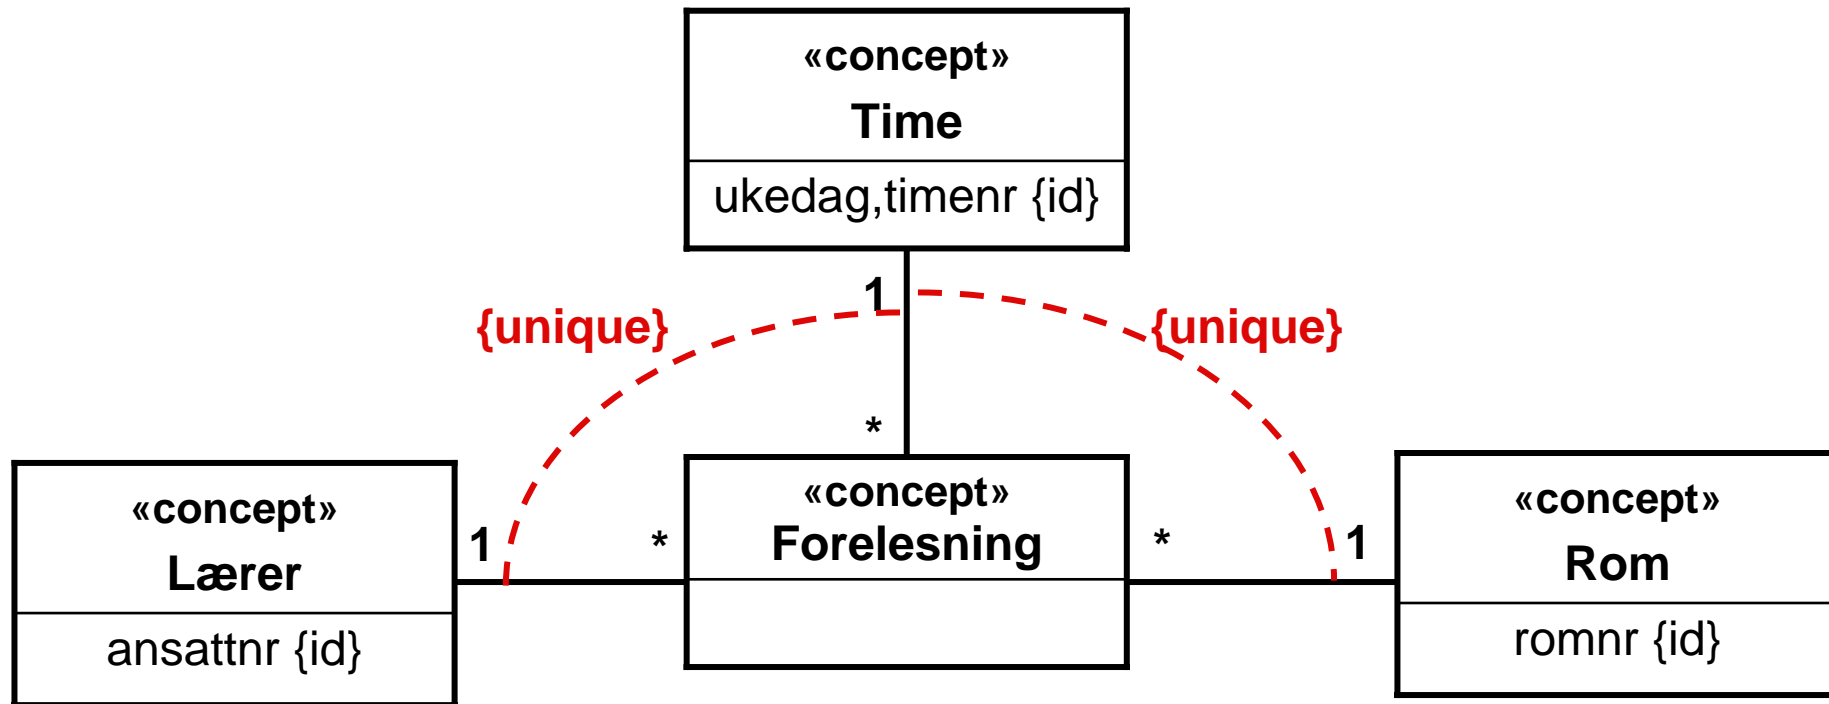 «concept»
Time
ukedag,timenr {id}
1
{unique}
{unique}
*
«concept»
Lærer
ansattnr {id}
1
*
«concept»
Forelesning
*
1
«concept»
Rom
romnr {id}